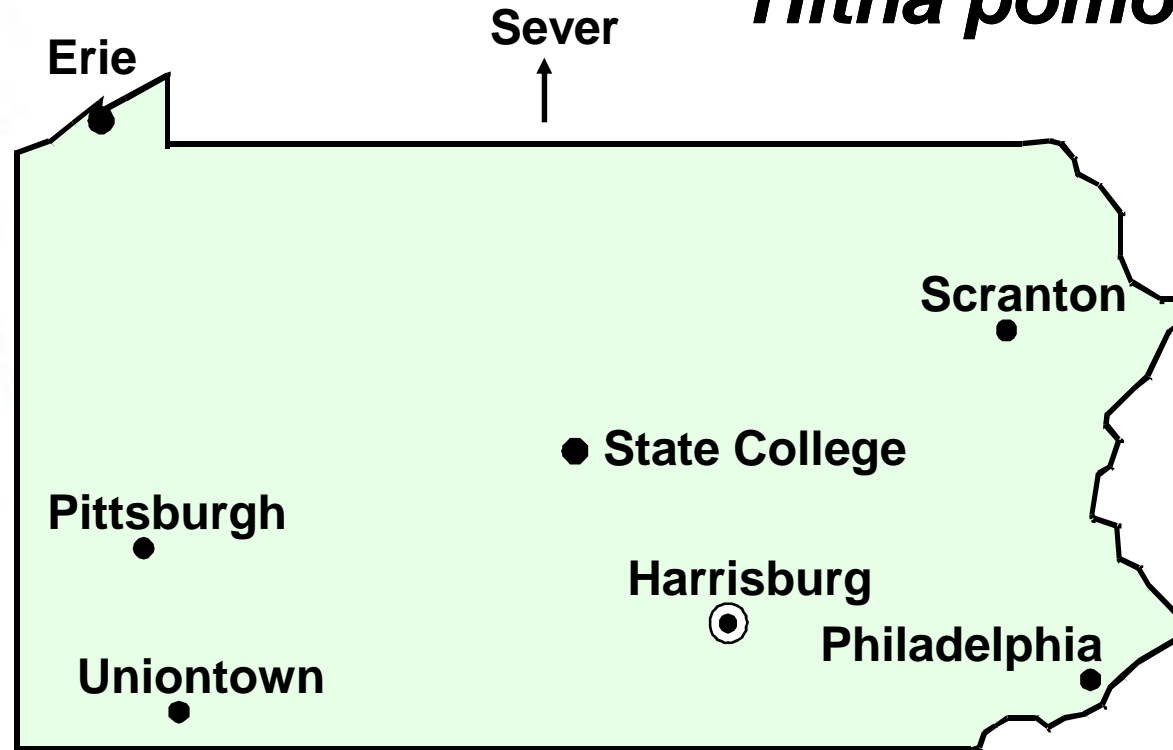 Sever
Erie
Scranton
State College
Pittsburgh
Harrisburg
Philadelphia
Uniontown